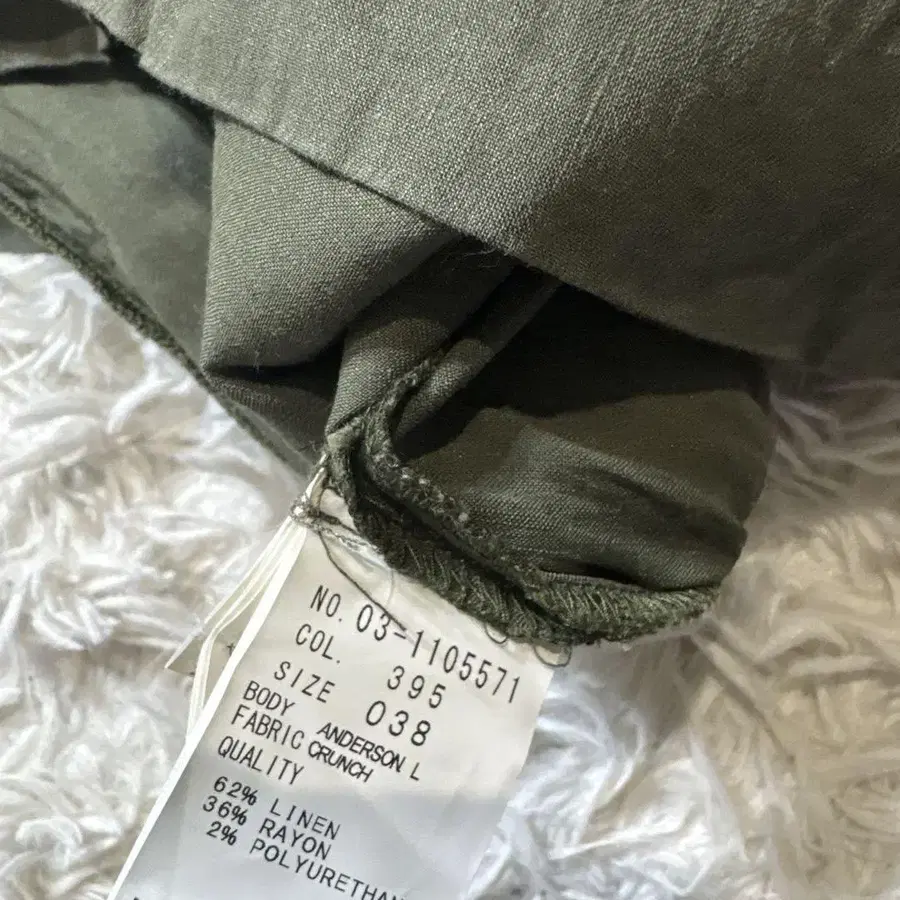 NO. 03-1105571
COL. 395
SIZE 038
BODY ANDERSON.L
FABRIC CRUNCH
QUALITY
62% LINEN
36% RAYON
2% POLYURETHAN